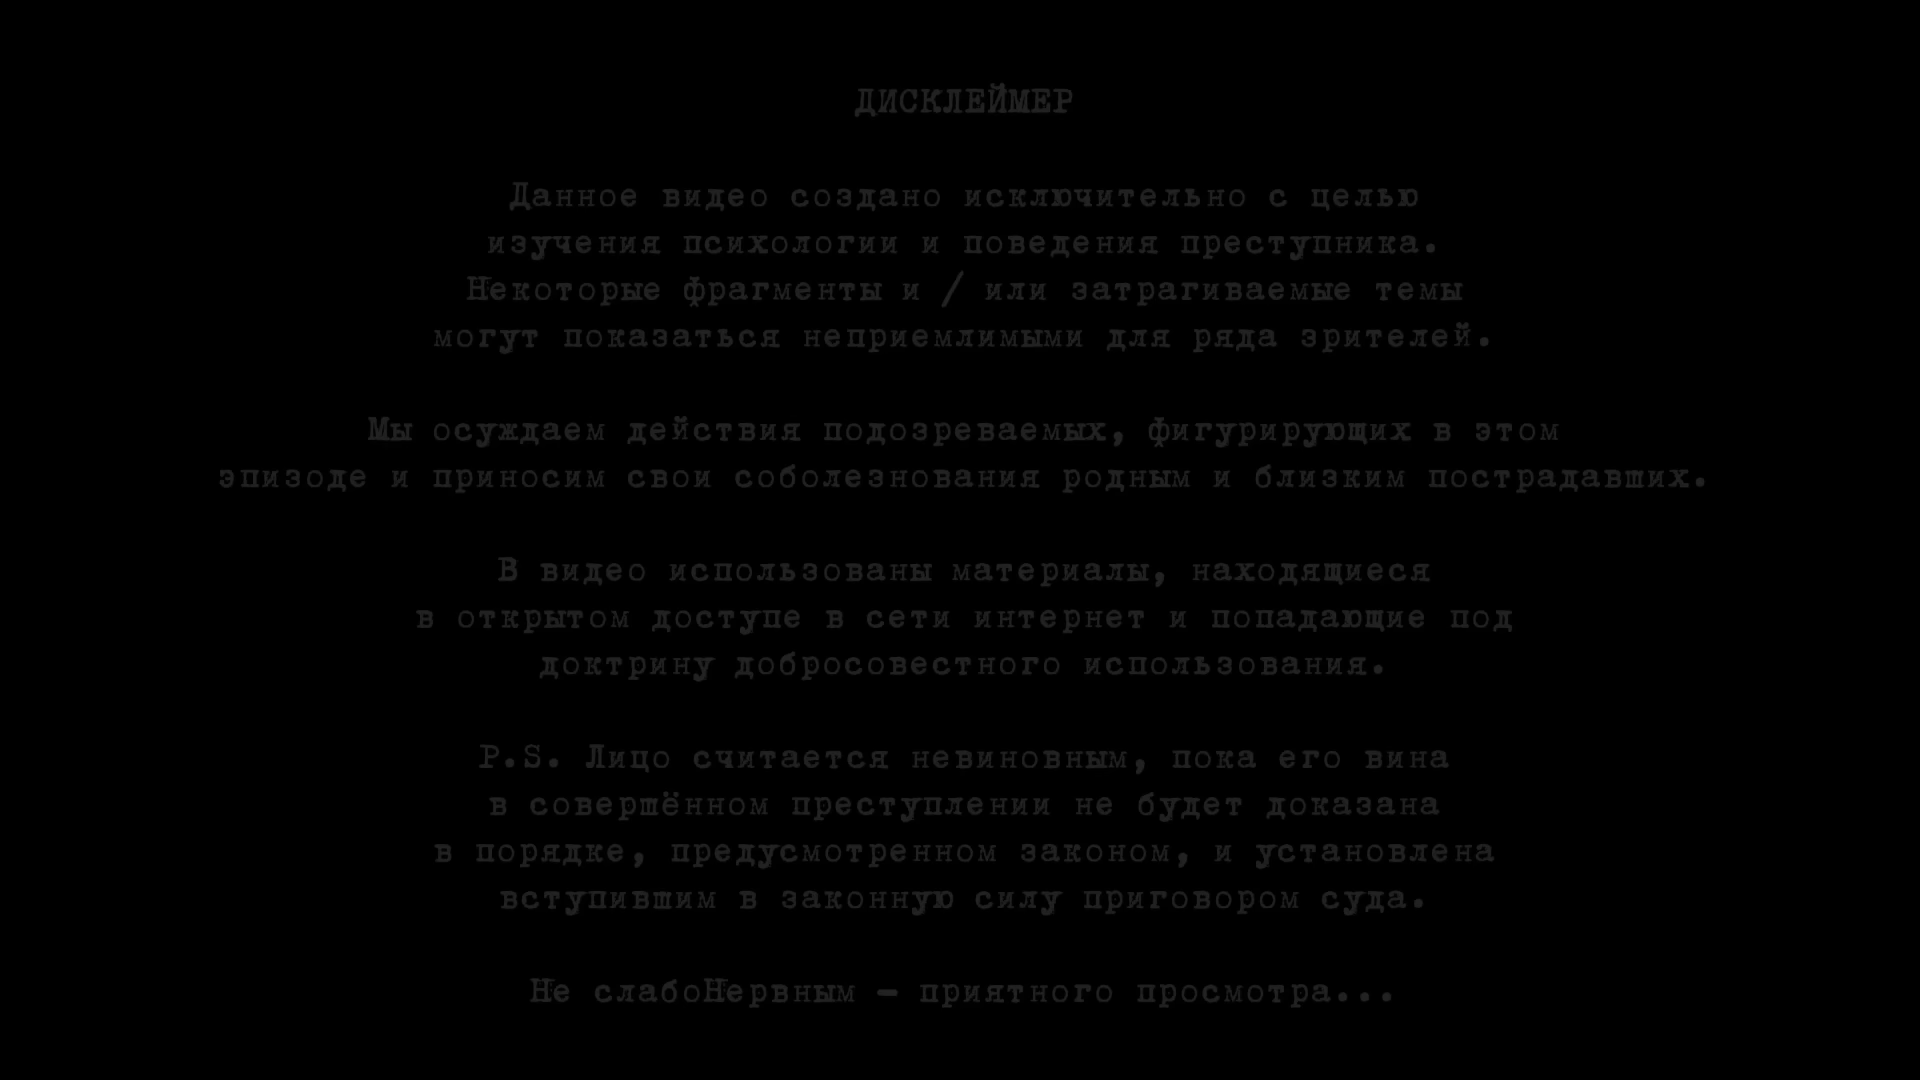 ДИСКЛЕЙМЕР
Данное видео создано исключительно с целью
изучения психологии и поведения преступника.
Некоторые фрагменты и / или затрагиваемые темы
могут показаться неприемлимыми для ряда зрителей.
Мы осуждаем действия подозреваемых, фигурирующих в этом
эпизоде и приносим свои соболезнования родным и близким пострадавших.
В видео использованы материалы, находящиеся
в открытом доступе в сети интернет и попадающие под
доктрину добросовестного использования.
P.S. Лицо считается невиновным, пока его вина
в совершённом преступлении не будет доказана
в порядке, предусмотренном законом, и установлена
вступившим в законную силу приговором суда.
Не слабоНервным – приятного просмотра...